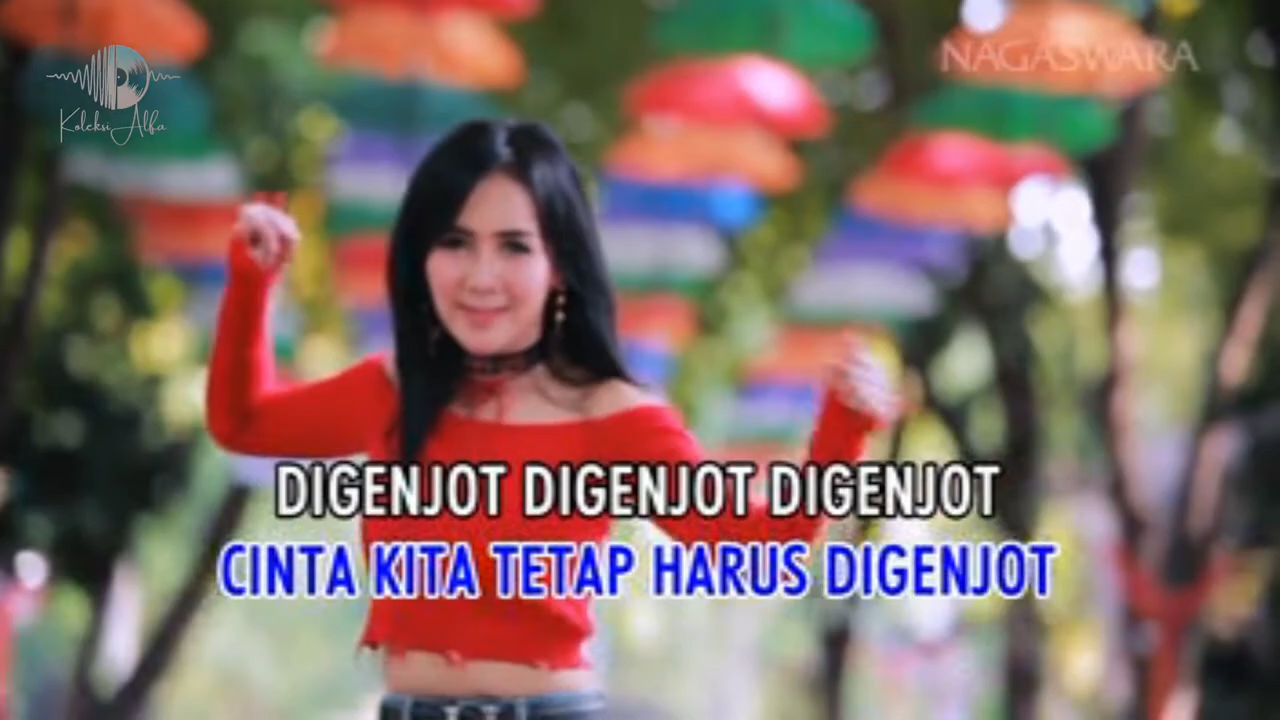 NAGASWARA
Koleksi Alfa
DIGENJOT DIGENJOT DIGENJOT
CINTA KITA TETAP HARUS DIGENJOT